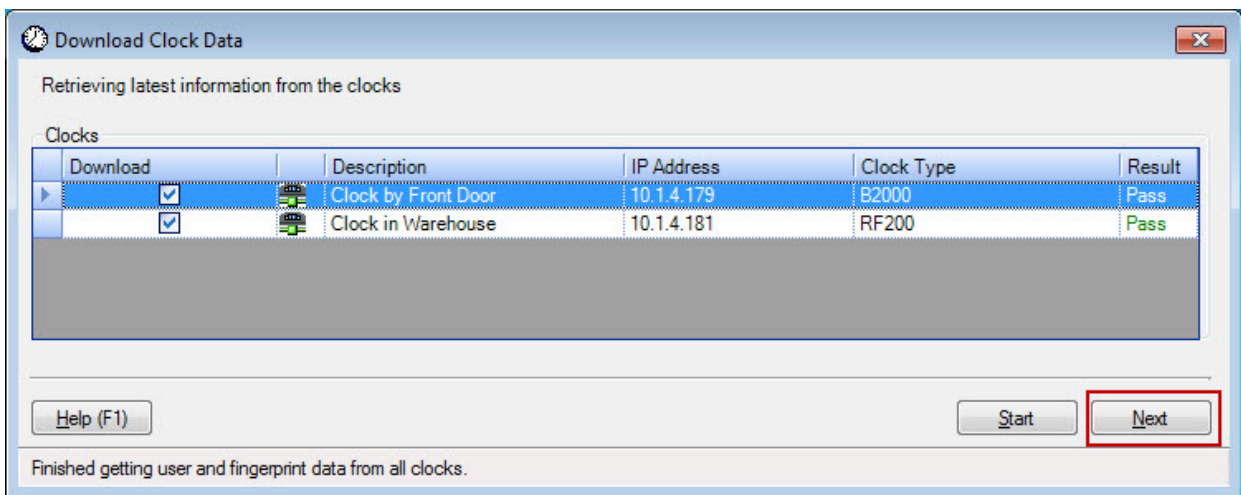 Download Clock Data
Retrieving latest information from the clocks
Clocks
Download Description IP Address Clock Type Result
Clock by Front Door 10.1.4.179 B2000 Pass
Clock in Warehouse 10.1.4.181 RF200 Pass
Help (F1) Start Next
Finished getting user and fingerprint data from all clocks.